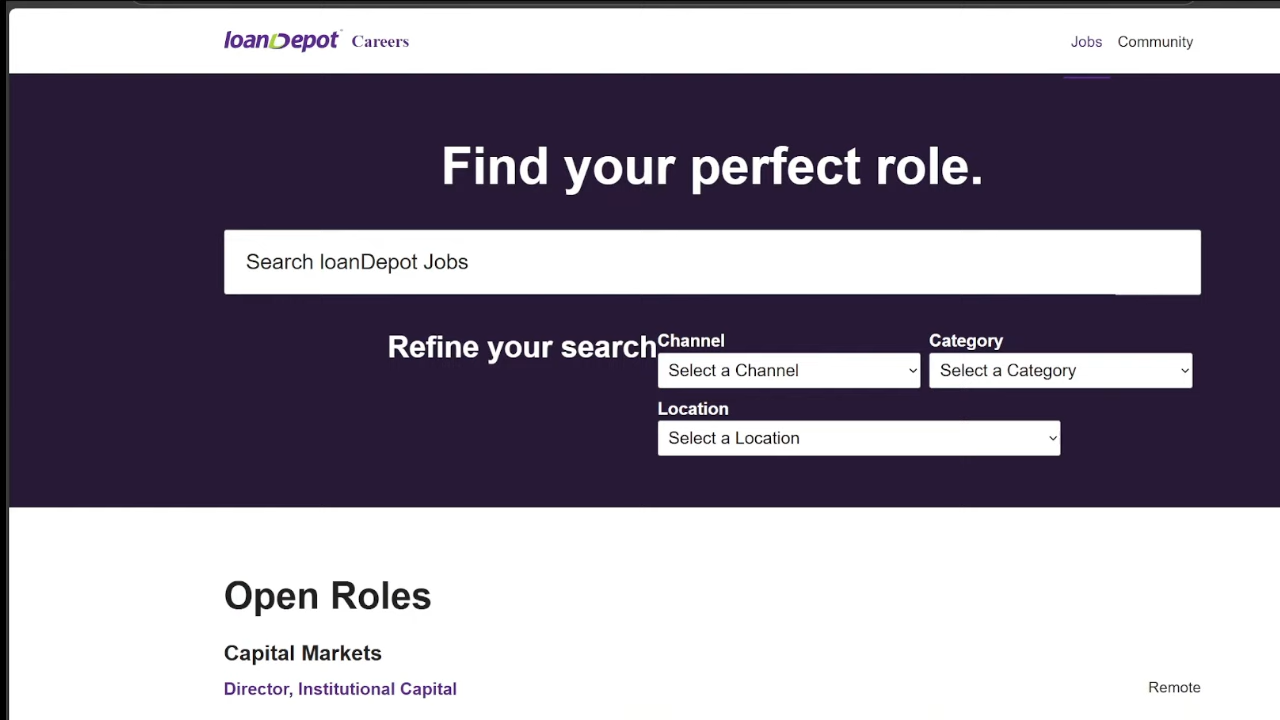 loanDepot Careers
Jobs Community
Find your perfect role.
Search loanDepot Jobs
Refine your search
Channel
Select a Channel
Category
Select a Category
Location
Select a Location
Open Roles
Capital Markets
Director, Institutional Capital
Remote